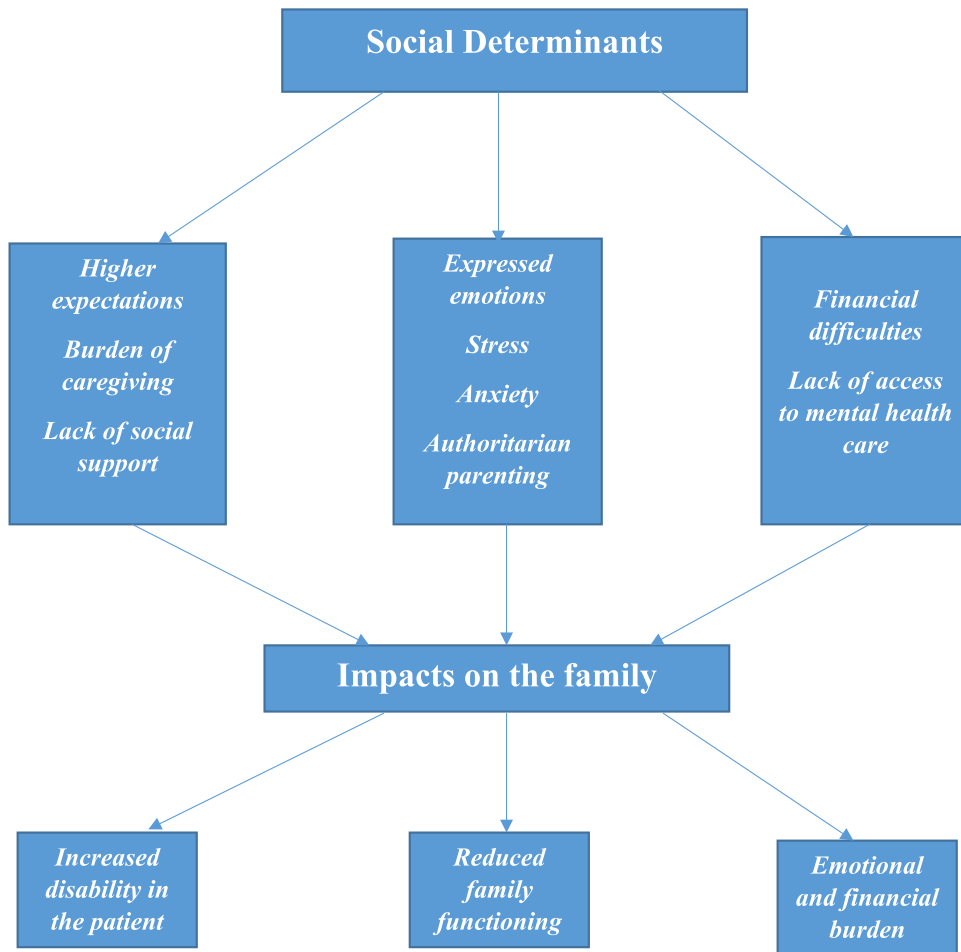 Social Determinants
Higher
expectations
Burden of
caregiving
Lack of social
support
Expressed
emotions
Stress
Anxiety
Authoritarian
parenting
Financial
difficulties
Lack of access
to mental health
care
Impacts on the family
Increased
disability in
the patient
Reduced
family
functioning
Emotional
and financial
burden